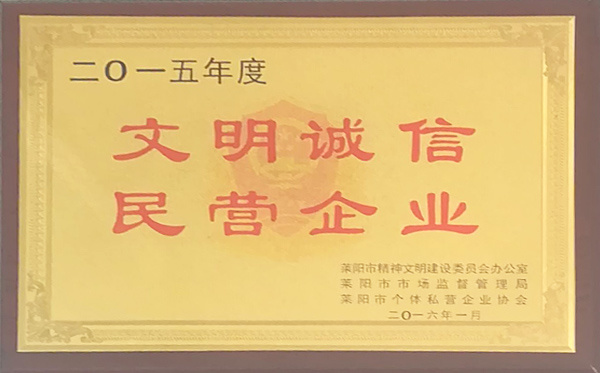 二〇一五年度
文明诚信
民营企业
莱阳市精神文明建设委员会办公室
莱阳市市场监督管理局
莱阳市个体私营企业协会
二〇一六年一月